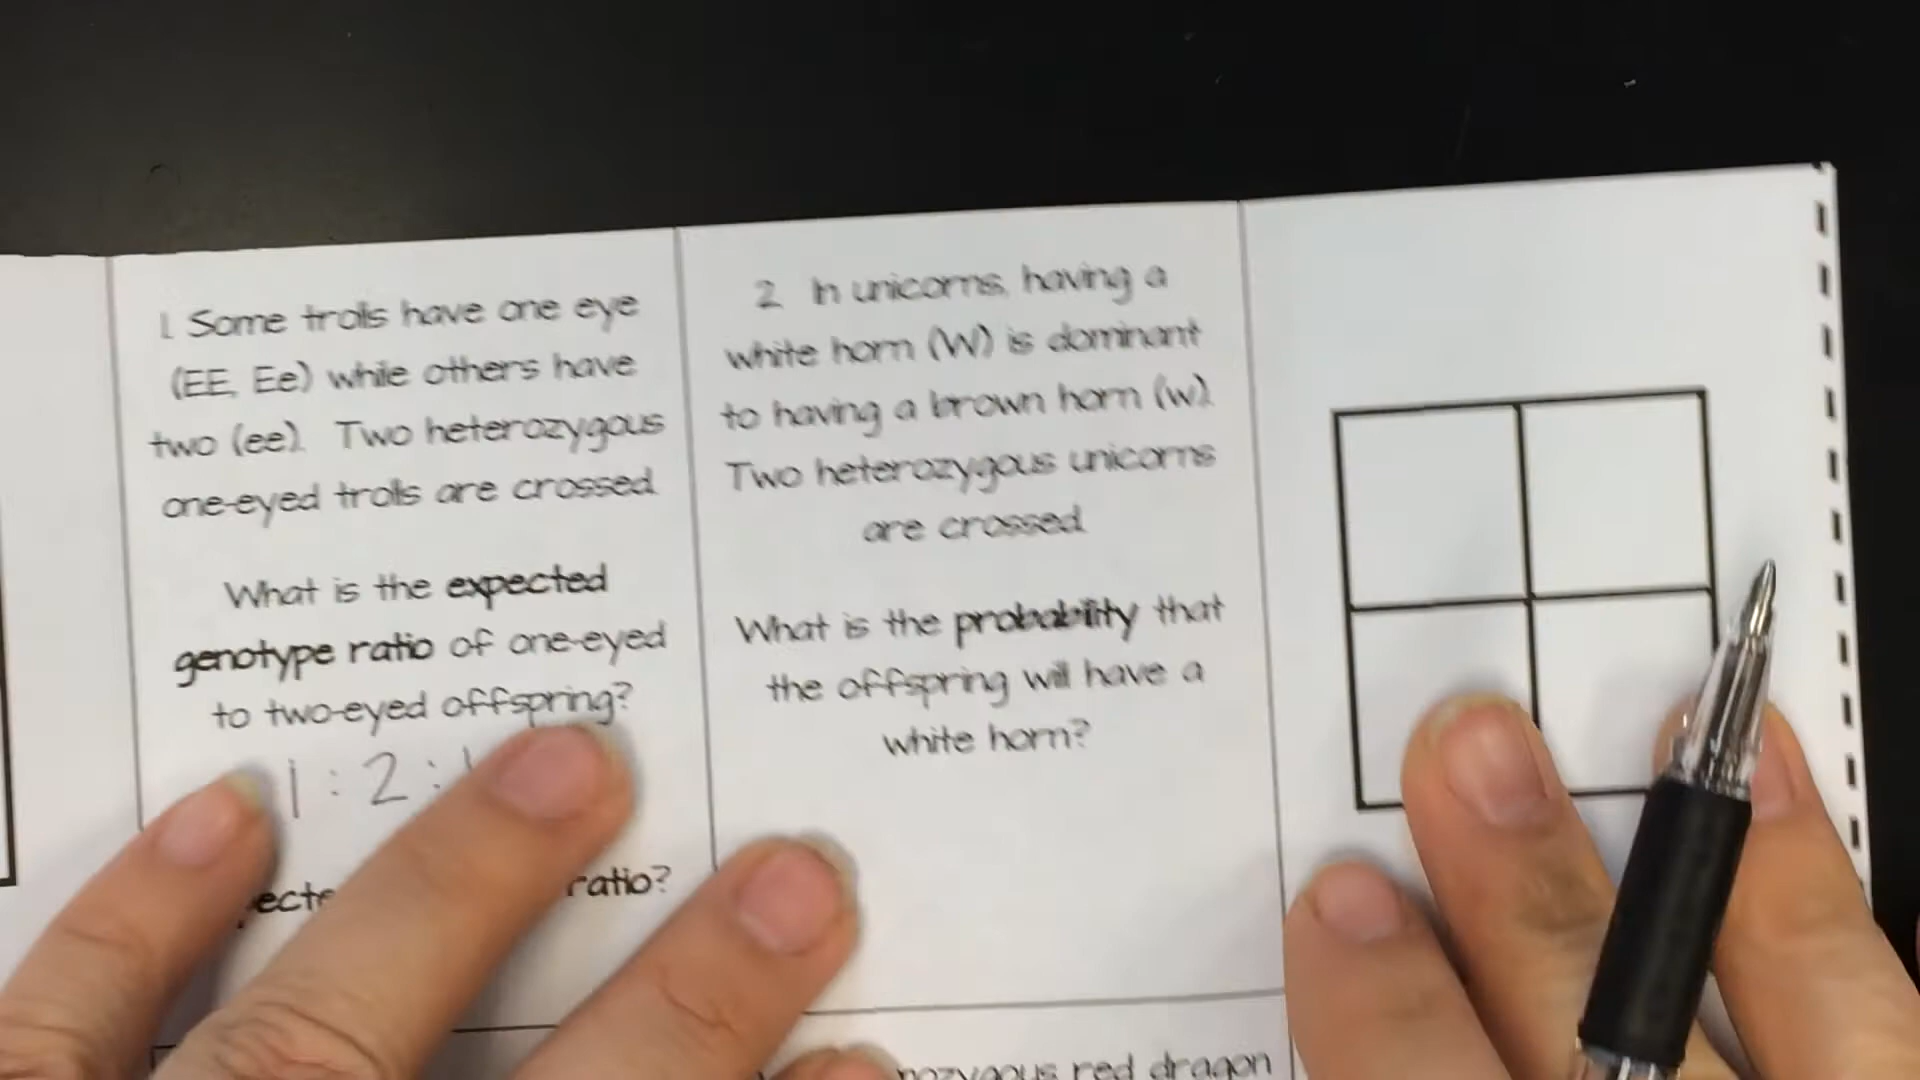 1. Some trolls have one eye
(EE, Ee) while others have
two (ee). Two heterozygous
one-eyed trolls are crossed.
What is the expected
genotype ratio of one-eyed
to two-eyed offspring?
1 : 2 :
ratio?
2. In unicorns, having a
white horn (W) is dominant
to having a brown horn (w).
Two heterozygous unicorns
are crossed.
What is the probability that
the offspring will have a
white horn?
red dragon